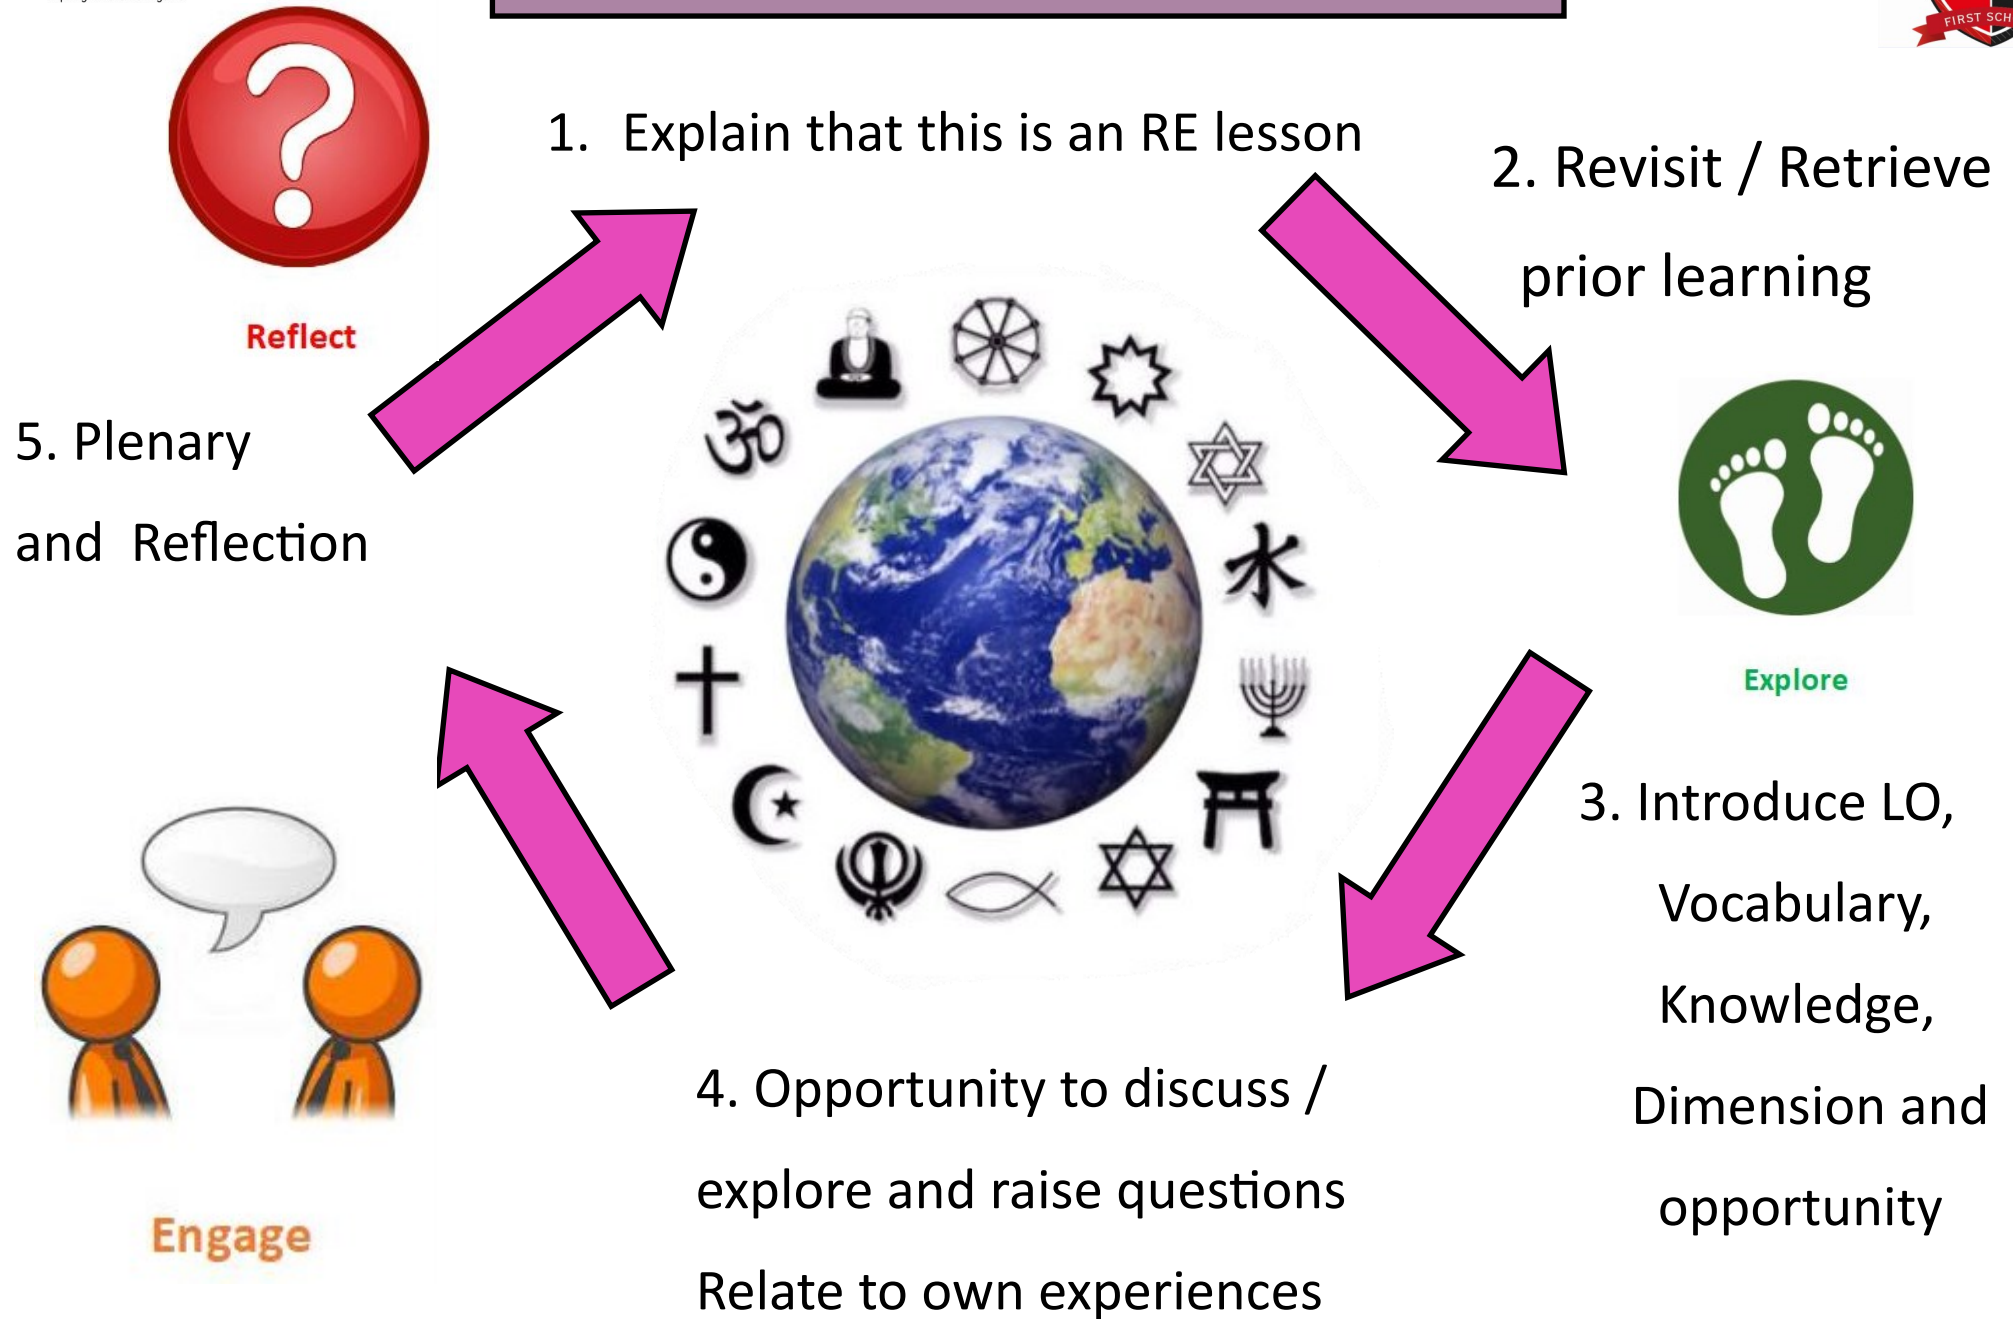 FIRST SCH
1. Explain that this is an RE lesson
2. Revisit / Retrieve
prior learning
Reflect
5. Plenary
and Reflection
Explore
3. Introduce LO,
Vocabulary,
Knowledge,
Dimension and
opportunity
4. Opportunity to discuss /
explore and raise questions
Relate to own experiences
Engage
ॐ